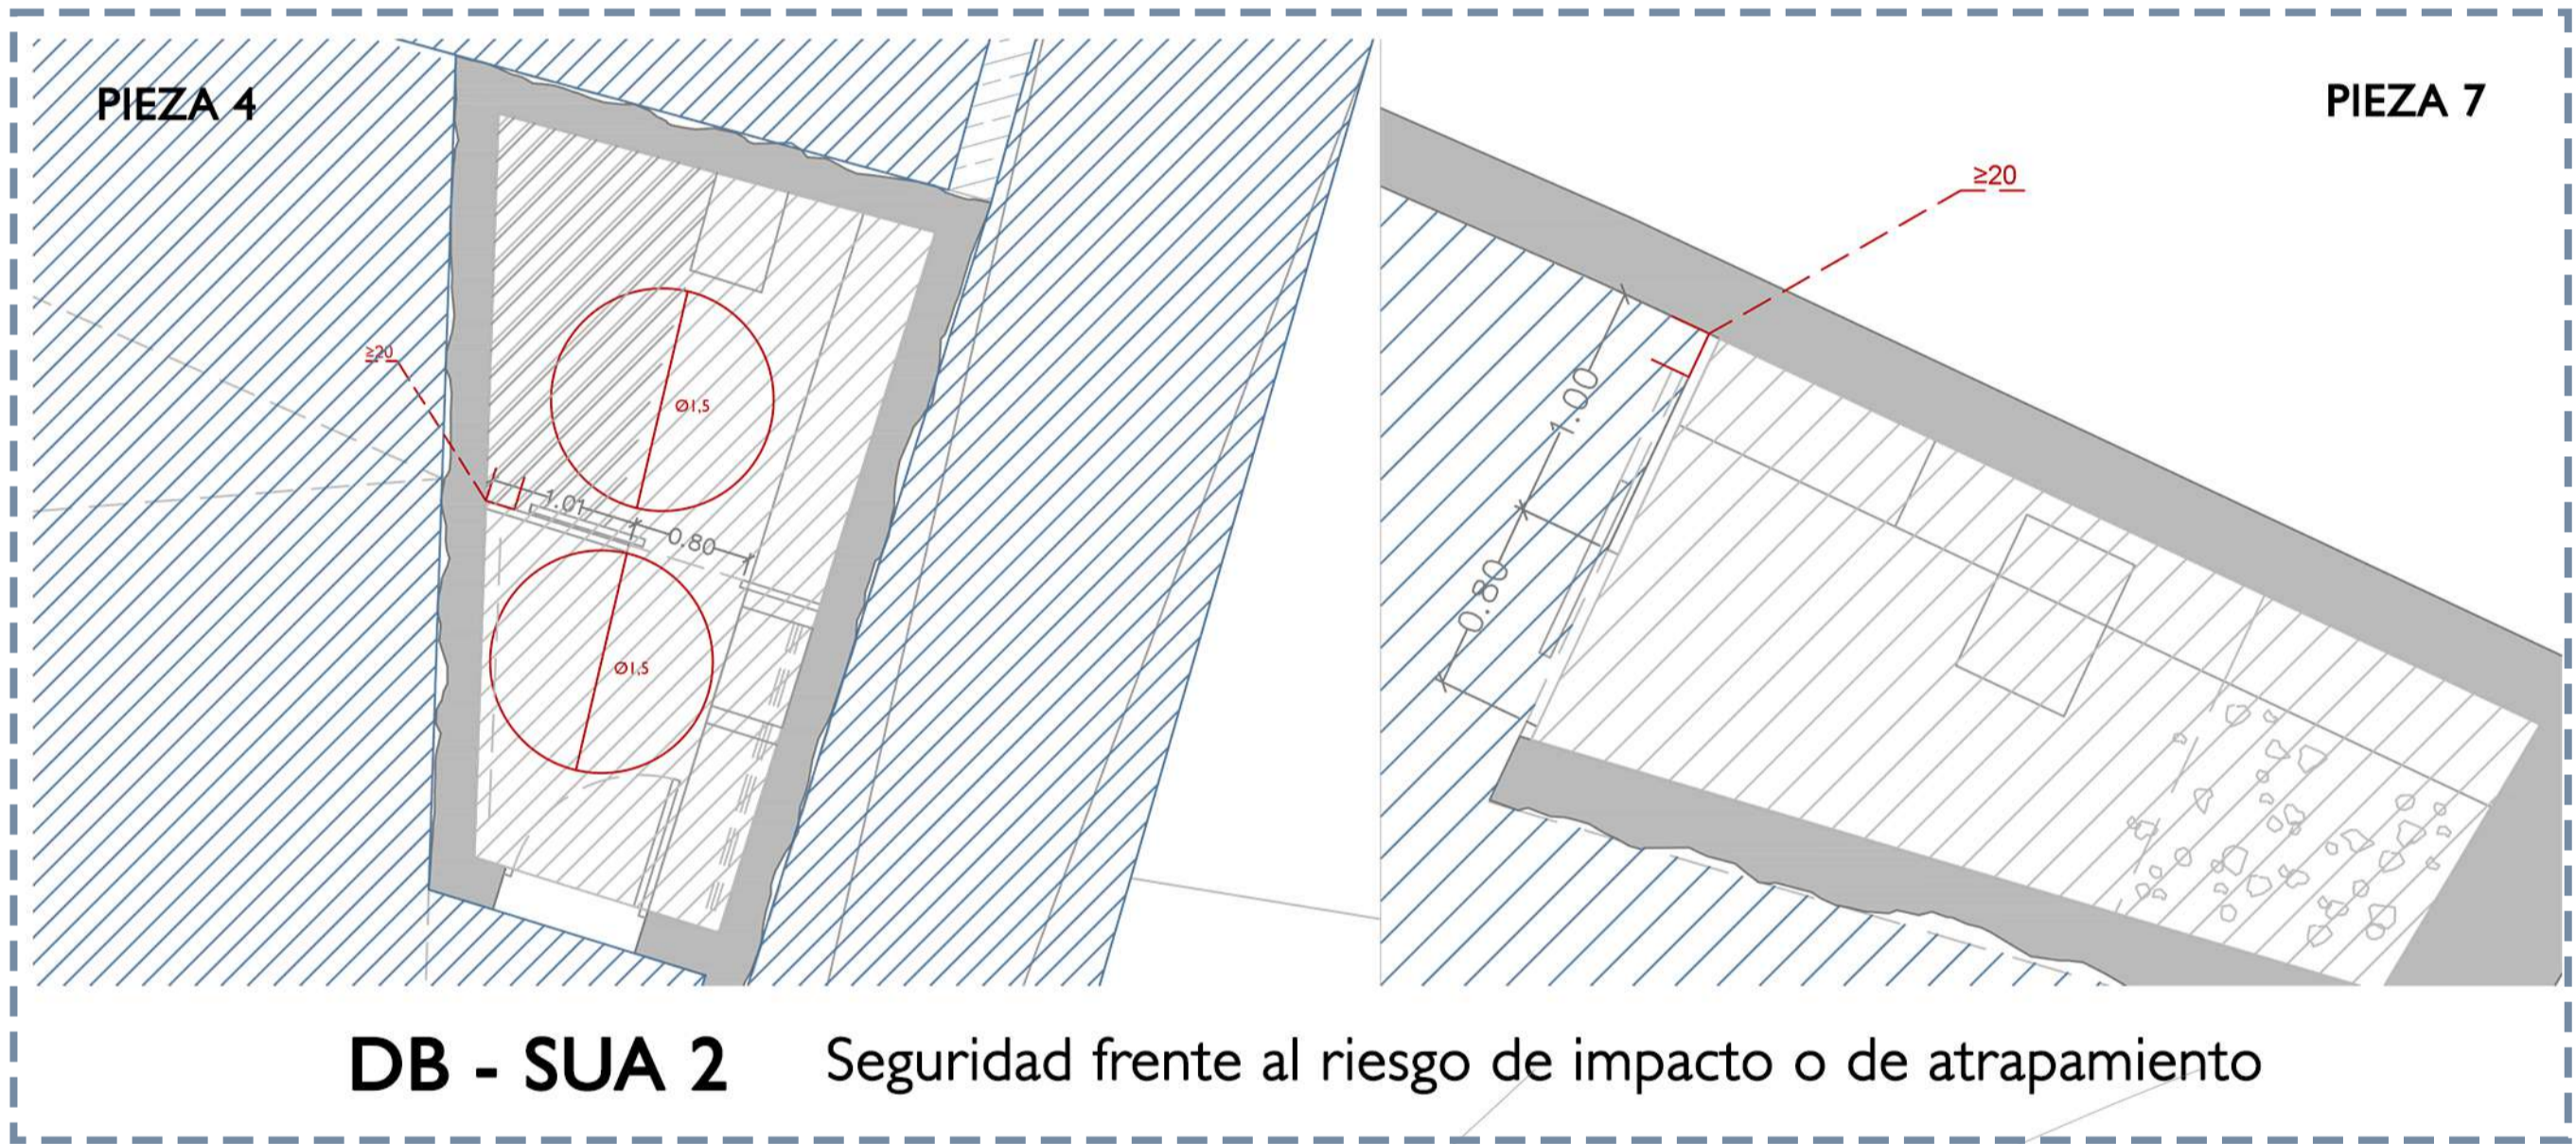 PIEZA 4
PIEZA 7
≥20
≥20
Ø1,5
1.01
0.80
Ø1,5
1.00
0.80
DB - SUA 2 Seguridad frente al riesgo de impacto o de atrapamiento